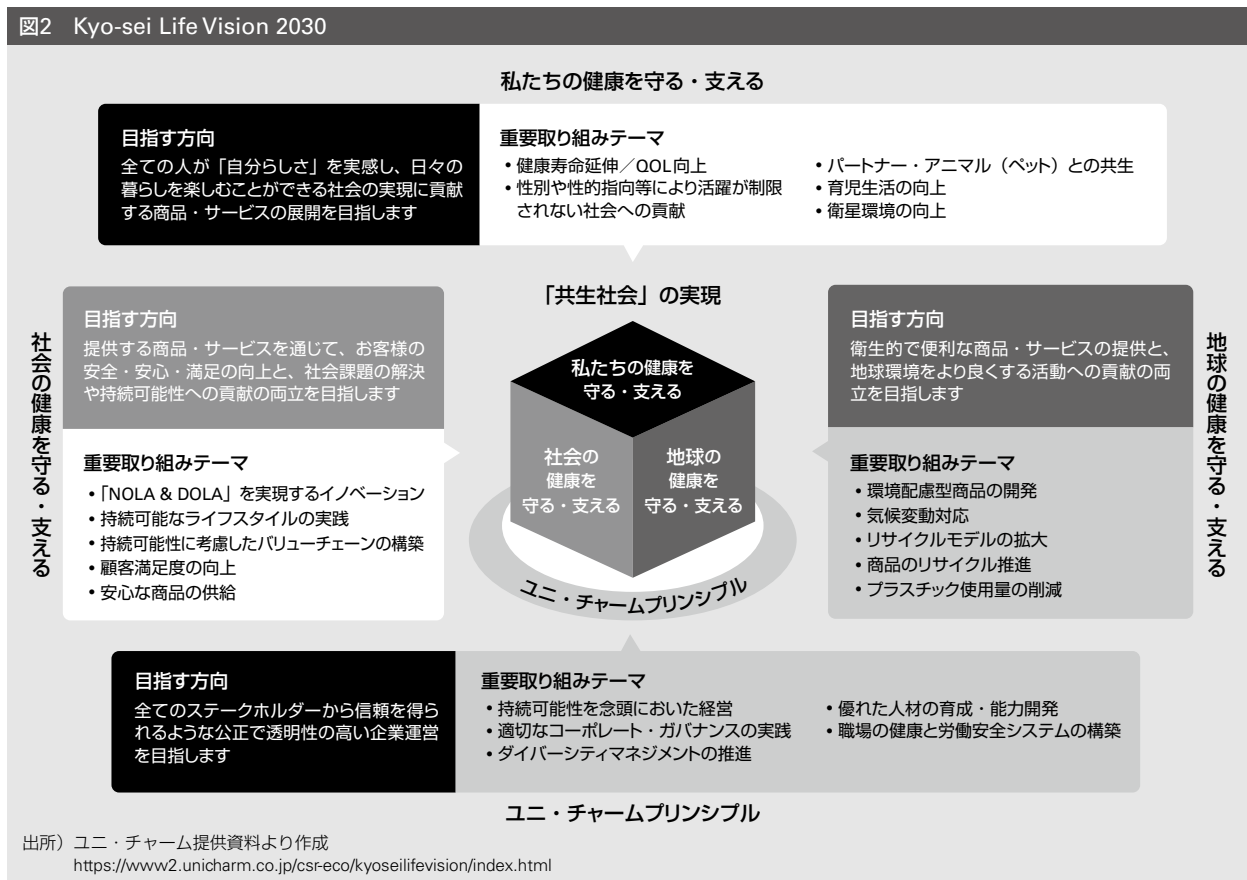 図2 Kyo-sei Life Vision 2030
私たちの健康を守る・支える
目指す方向
全ての人が「自分らしさ」を実感し、日々の
暮らしを楽しむことができる社会の実現に貢献
する商品・サービスの展開を目指します
重要取り組みテーマ
・健康寿命延伸／QOL向上
・性別や性的指向等により活躍が制限
されない社会への貢献
・パートナー・アニマル（ペット）との共生
・育児生活の向上
・衛星環境の向上
社会の健康を守る・支える
目指す方向
提供する商品・サービスを通じて、お客様の
安全・安心・満足の向上と、社会課題の解決
や持続可能性への貢献の両立を目指します
重要取り組みテーマ
・「NOLA & DOLA」を実現するイノベーション
・持続可能なライフスタイルの実践
・持続可能性に考慮したバリューチェーンの構築
・顧客満足度の向上
・安心な商品の供給
「共生社会」の実現
私たちの健康を
守る・支える
社会の
健康を
守る・支える
地球の
健康を
守る・支える
ユニ・チャームプリンシプル
目指す方向
衛生的で便利な商品・サービスの提供と、
地球環境をより良くする活動への貢献の両
立を目指します
重要取り組みテーマ
・環境配慮型商品の開発
・気候変動対応
・リサイクルモデルの拡大
・商品のリサイクル推進
・プラスチック使用量の削減
地球の健康を守る・支える
目指す方向
全てのステークホルダーから信頼を得ら
れるような公正で透明性の高い企業運営
を目指します
重要取り組みテーマ
・持続可能性を念頭においた経営
・適切なコーポレート・ガバナンスの実践
・ダイバーシティマネジメントの推進
・優れた人材の育成・能力開発
・職場の健康と労働安全システムの構築
ユニ・チャームプリンシプル
出所）ユニ・チャーム提供資料より作成
https://www2.unicharm.co.jp/csr-eco/kyoseilifevision/index.html